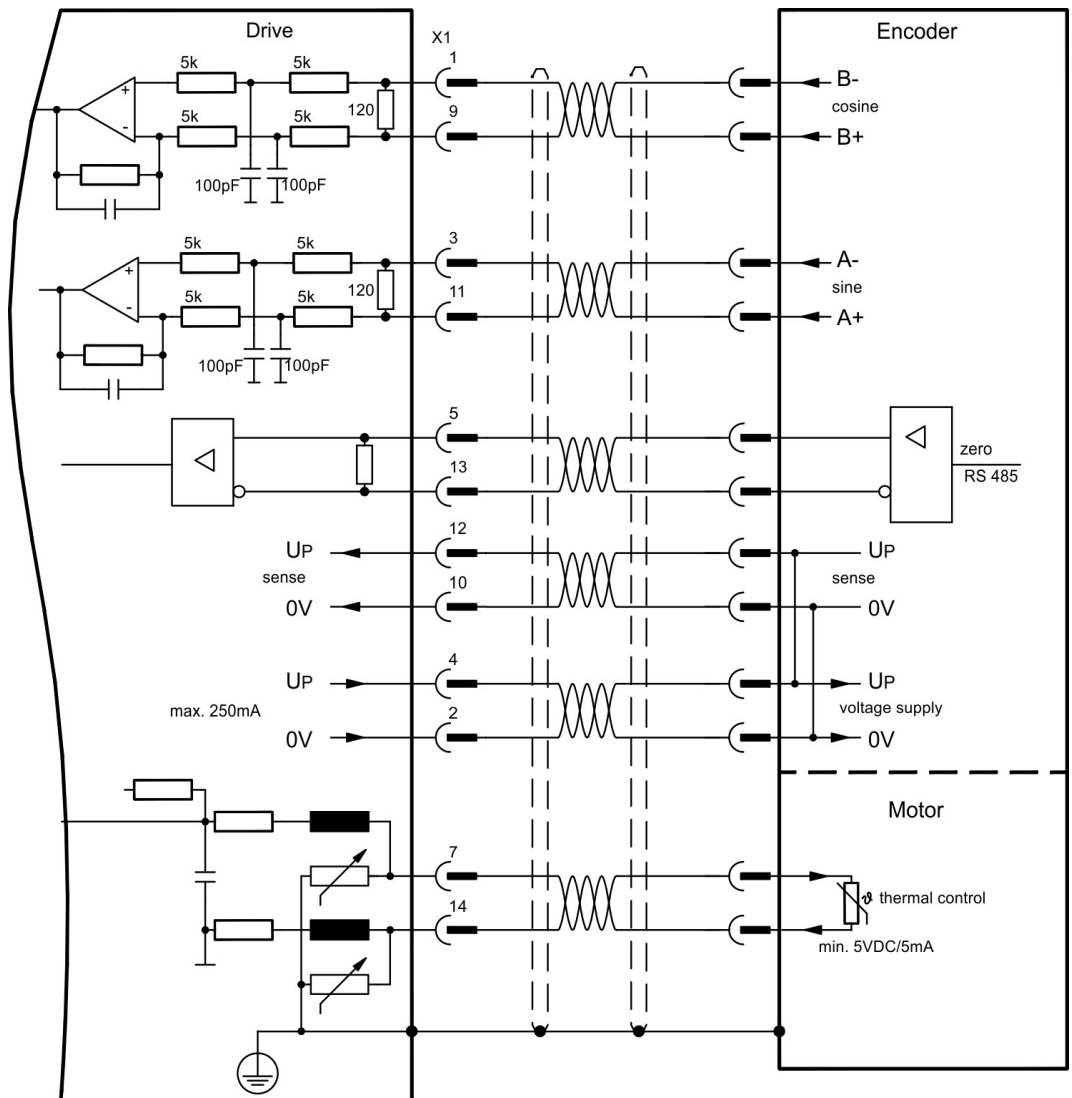 Drive
X1
Encoder
5k
5k
1
B-
120
cosine
5k
5k
9
B+
100pF
100pF
5k
5k
3
A-
120
sine
5k
5k
11
A+
100pF
100pF
5
zero
13
RS 485
UP
12
UP
sense
sense
0V
10
0V
UP
4
UP
max. 250mA
voltage supply
0V
2
0V
Motor
7
ϑ thermal control
14
min. 5VDC/5mA